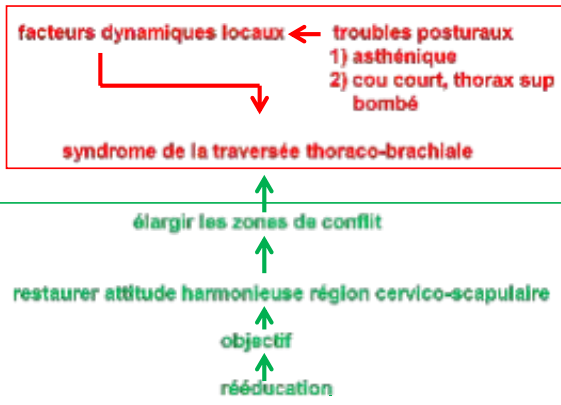 facteurs dynamiques locaux
troubles posturaux
1) asthénique
2) cou court, thorax sup
bombé
syndrome de la traversée thoraco-brachiale
élargir les zones de conflit
restaurer attitude harmonieuse région cervico-scapulaire
objectif
rééducation